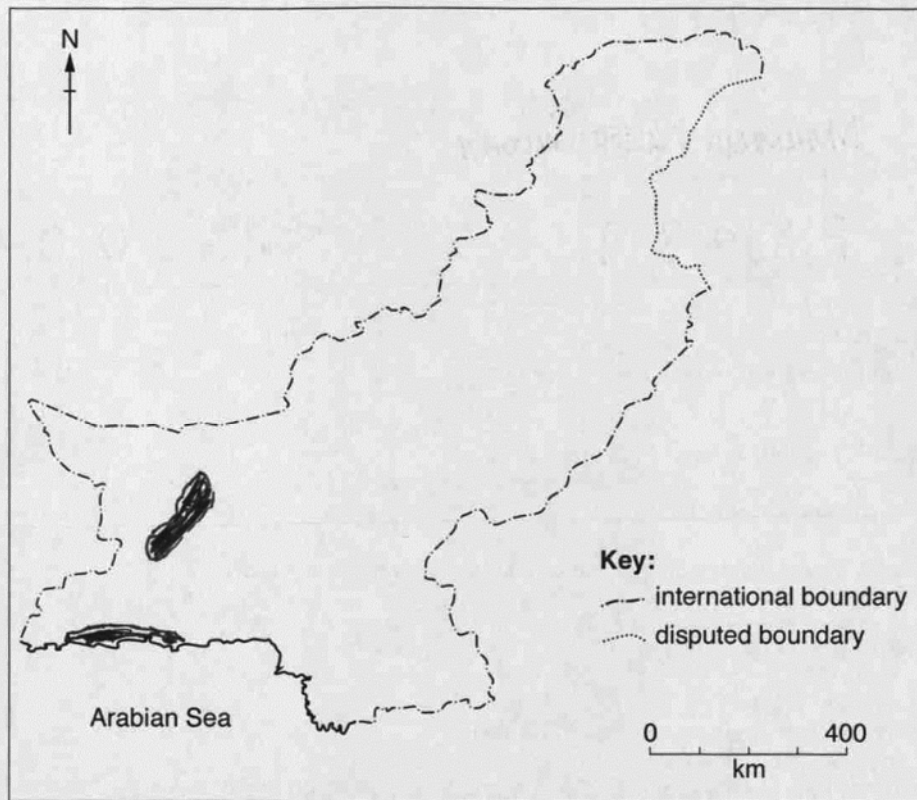 N
Key:
international boundary
disputed boundary
Arabian Sea
0 400
km